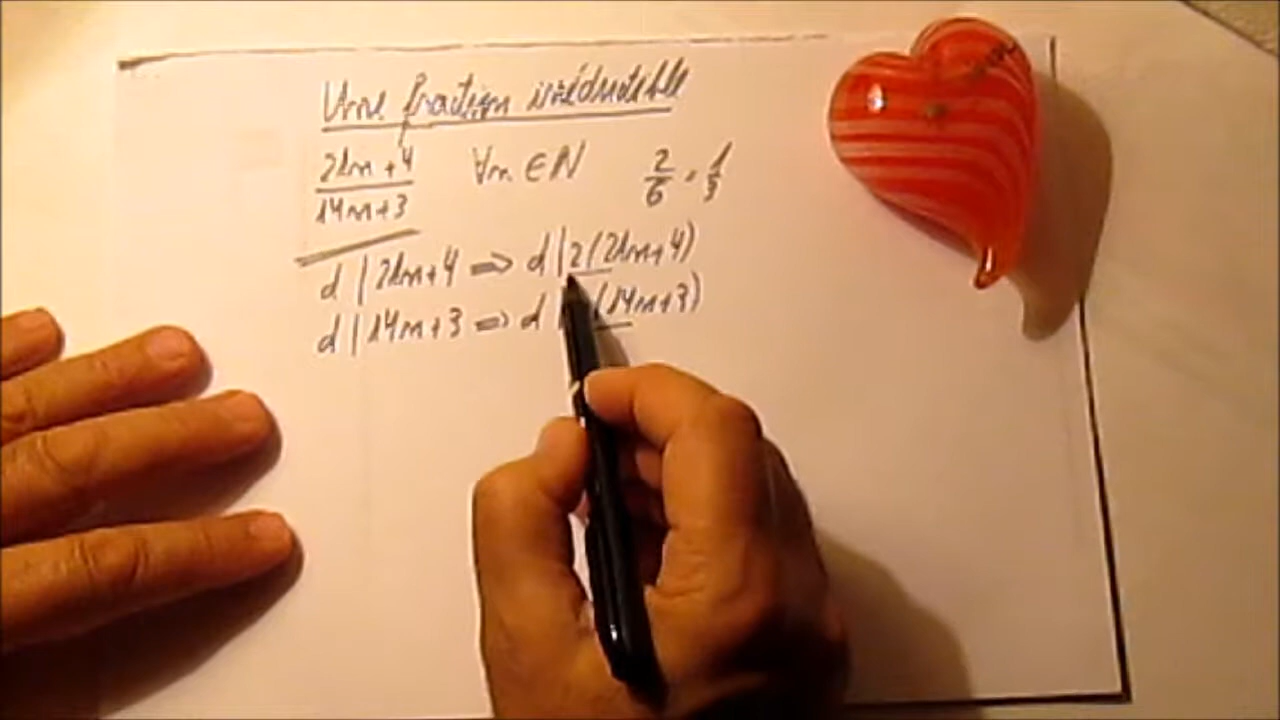 Une fraction irréductible
21n+4 / 14n+3 ∀n ∈ N 2/6 = 1/3
d | 21n+4 ⇒ d | 2(21n+4)
d | 14n+3 ⇒ d | (14n+3)